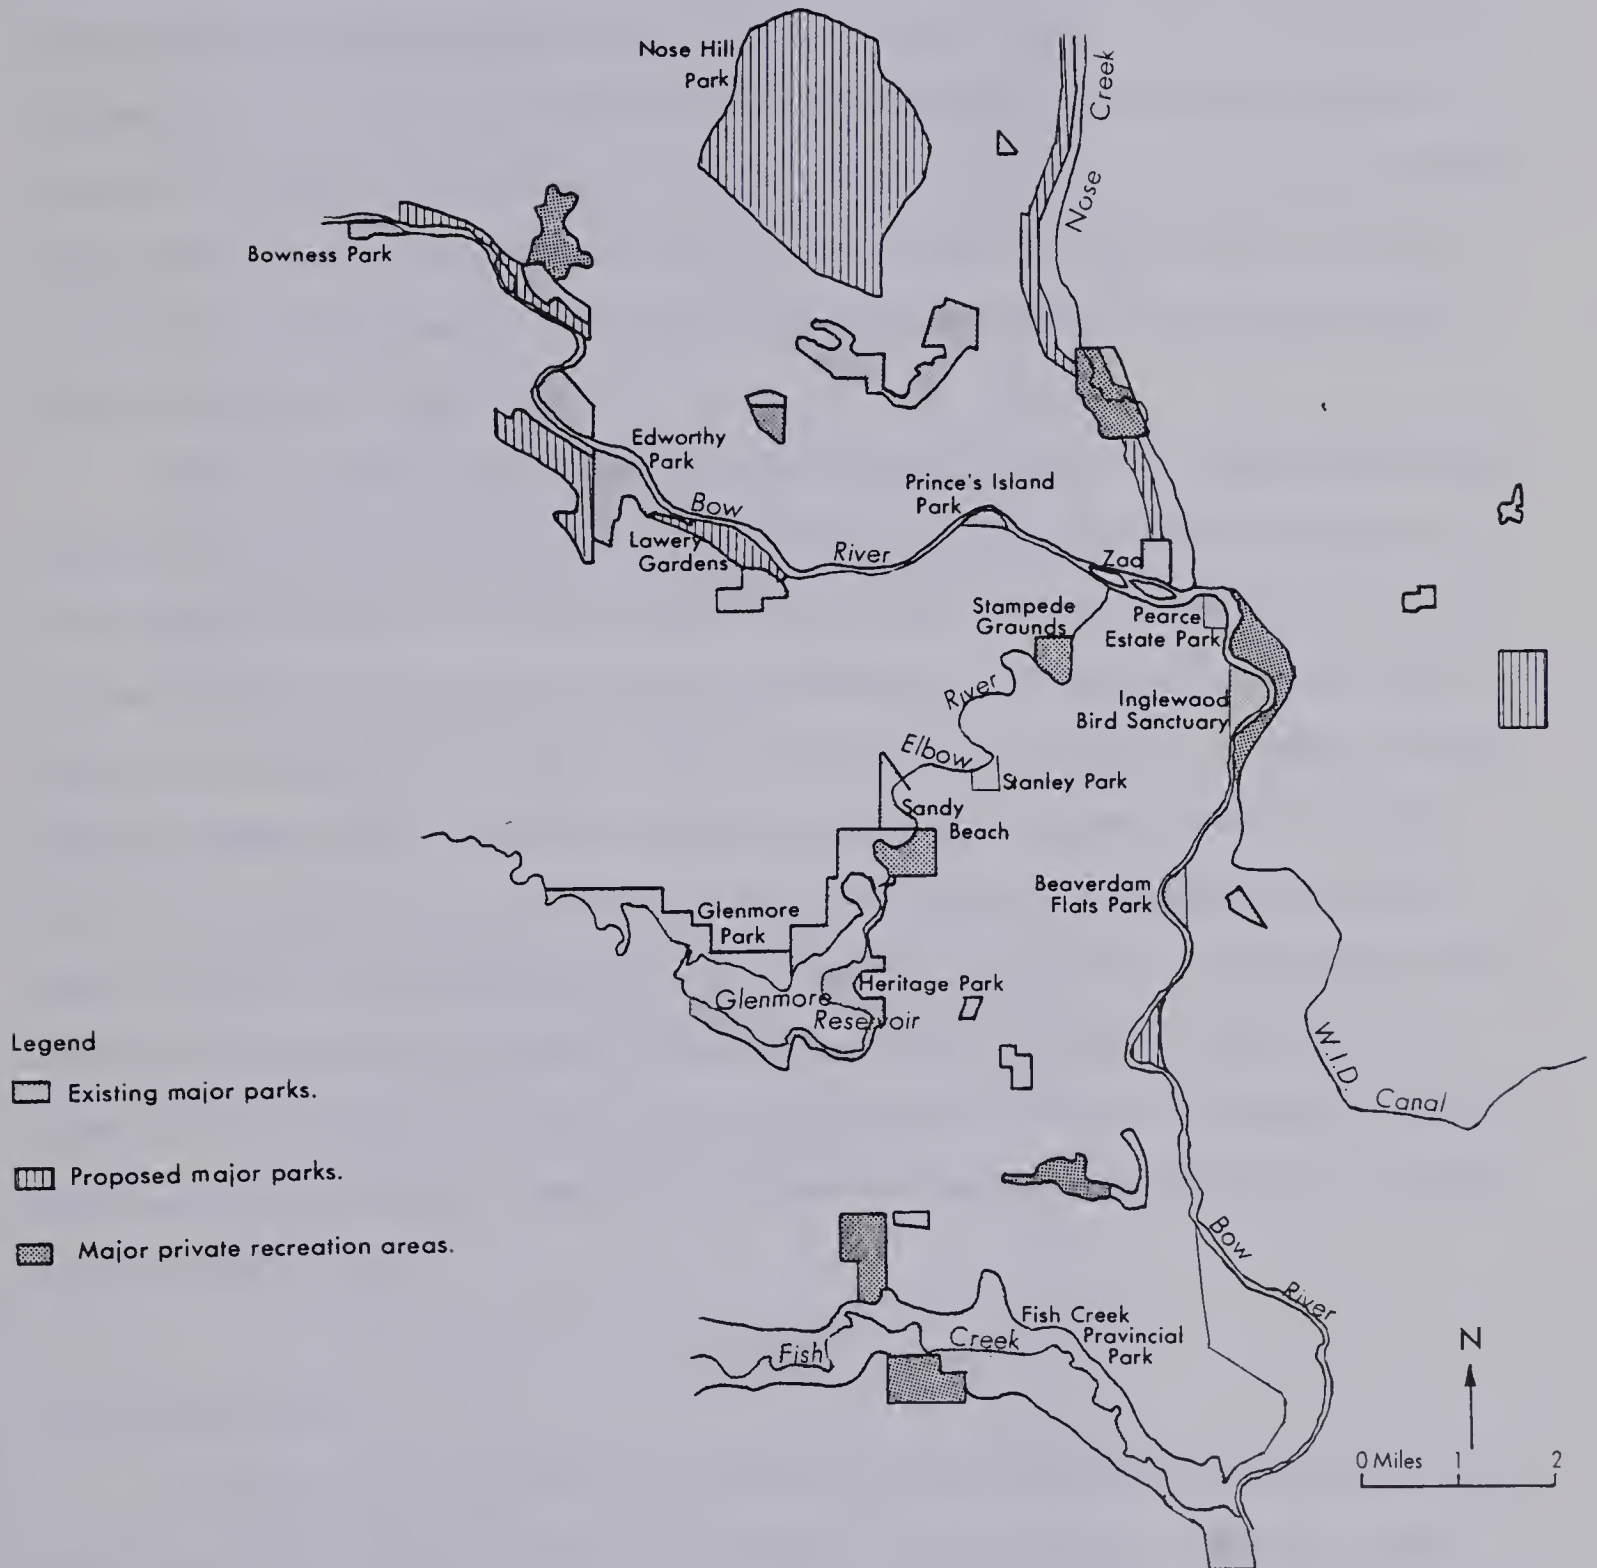 Nose Hill
Park
Nose Creek
Bowness Park
Edworthy
Park
Bow
River
Prince's Island
Park
Lawery
Gardens
Zoo
Stampede
Graunds
Pearce
Estate Park
River
Elbow
Inglewood
Bird Sanctuary
Stanley Park
Sandy
Beach
Beaverdam
Flats Park
Glenmore
Park
Heritage Park
Glenmore
Reservoir
W.I.D. Canal
Legend
Existing major parks.
Proposed major parks.
Major private recreation areas.
Bow
River
Fish Creek
Pravincial
Park
Fish
Creek
N
0 Miles 1 2